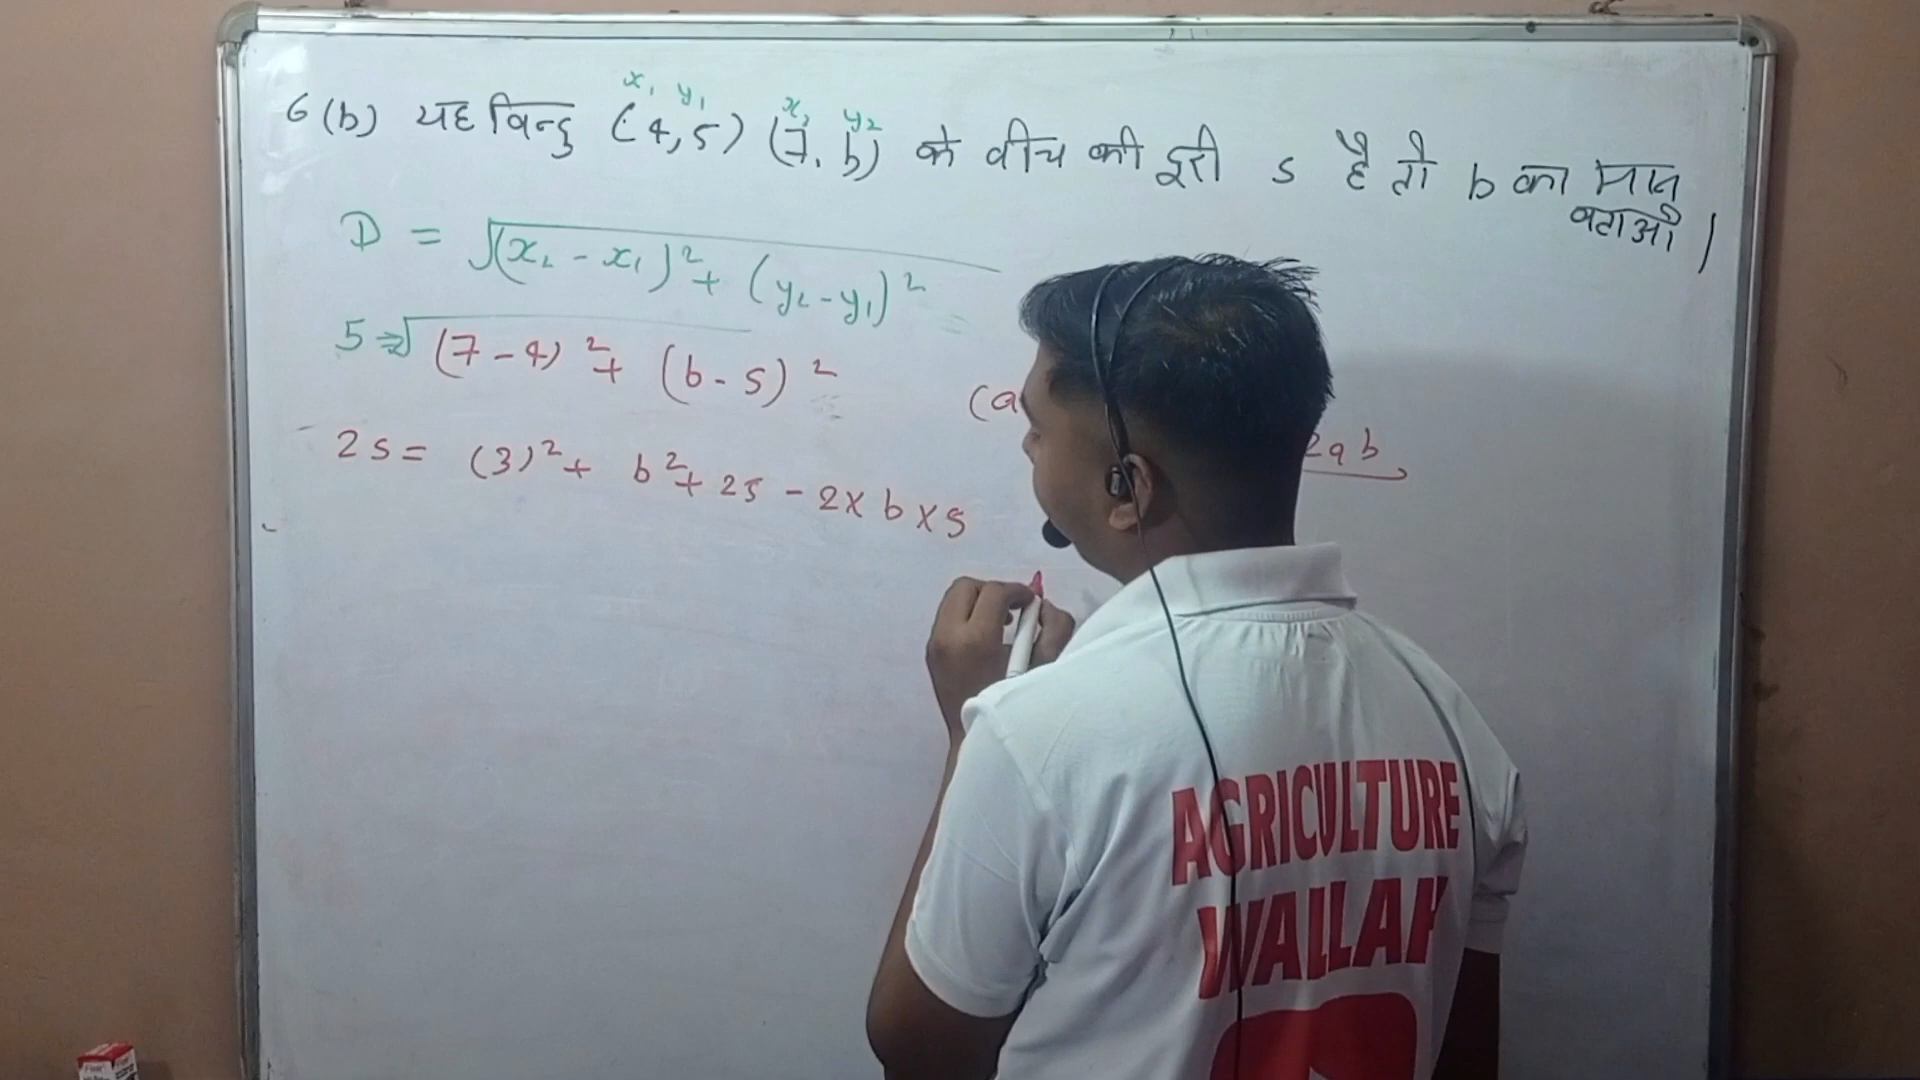 x₁ y₁ x₂ y₂
6 (b) यह बिन्दु (4,5) (7, b) के बीच की दूरी 5 है तो b का मान
बताओ |
D = √(x₂ - x₁)² + (y₂ - y₁)² =
5 = √(7 - 4)² + (b - 5)²
(a
2ab
25 = (3)² + b² + 25 - 2 x b x 5
AGRICULTURE
WALLAH